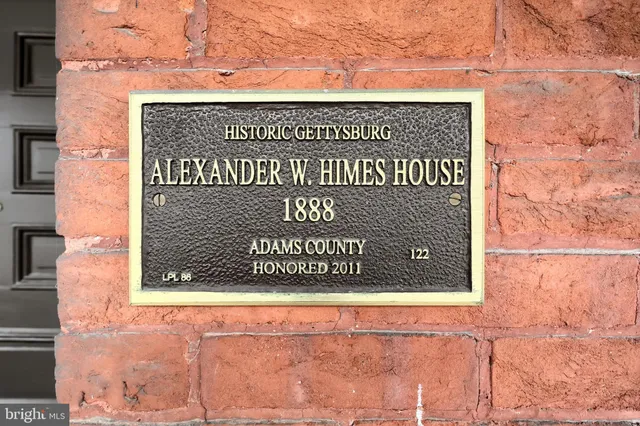 HISTORIC GETTYSBURG
ALEXANDER W. HIMES HOUSE
1888
ADAMS COUNTY
HONORED 2011
122
LPL 86
bright MLS